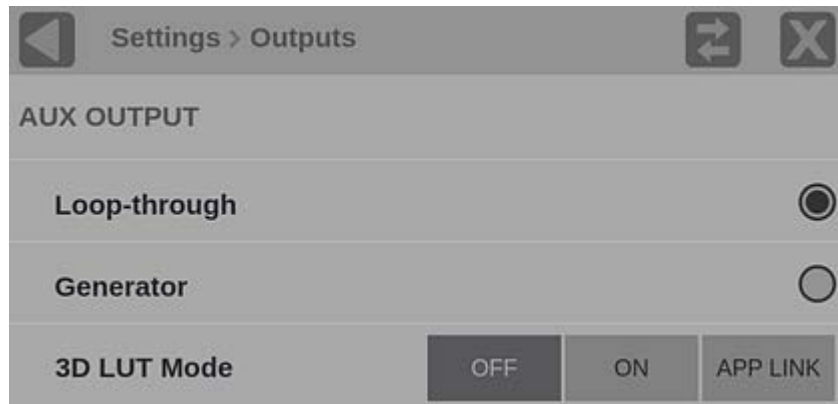 Settings > Outputs
AUX OUTPUT
Loop-through
Generator
3D LUT Mode OFF ON APP LINK